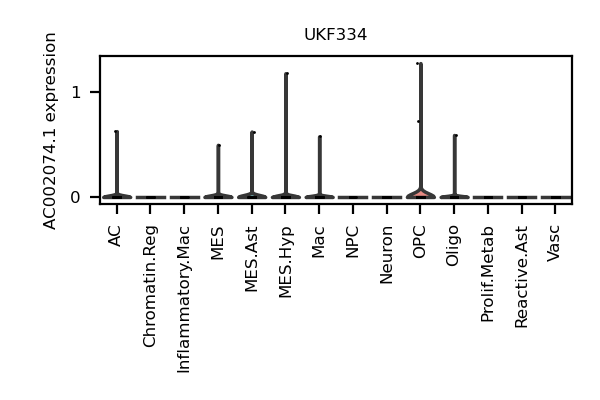 UKF334
AC002074.1 expression
1
0
AC
Chromatin.Reg
Inflammatory.Mac
MES
MES.Ast
MES.Hyp
Mac
NPC
Neuron
OPC
Oligo
Prolif.Metab
Reactive.Ast
Vasc